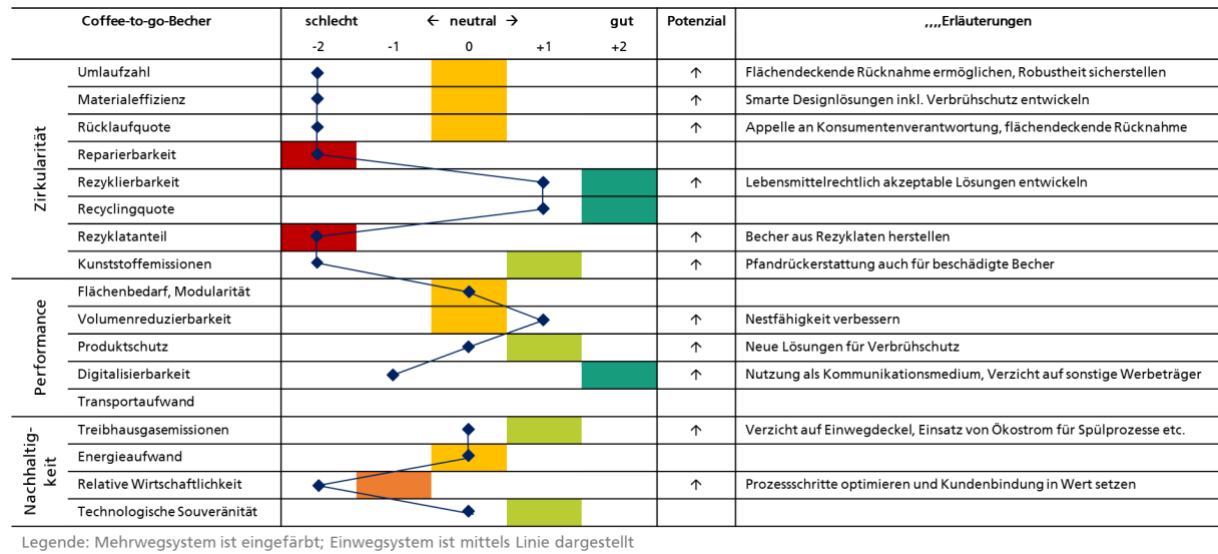 Coffee-to-go-Becher schlecht ← neutral → gut Potenzial ,,,,Erläuterungen
-2 -1 0 +1 +2
Zirkularität
Umlaufzahl ↑ Flächendeckende Rücknahme ermöglichen, Robustheit sicherstellen
Materialeffizienz ↑ Smarte Designlösungen inkl. Verbrühschutz entwickeln
Rücklaufquote ↑ Appelle an Konsumentenverantwortung, flächendeckende Rücknahme
Reparierbarkeit
Rezyklierbarkeit ↑ Lebensmittelrechtlich akzeptable Lösungen entwickeln
Recyclingquote
Rezyklatanteil ↑ Becher aus Rezyklaten herstellen
Kunststoffemissionen ↑ Pfandrückerstattung auch für beschädigte Becher
Performance
Flächenbedarf, Modularität
Volumenreduzierbarkeit ↑ Nestfähigkeit verbessern
Produktschutz ↑ Neue Lösungen für Verbrühschutz
Digitalisierbarkeit ↑ Nutzung als Kommunikationsmedium, Verzicht auf sonstige Werbeträger
Transportaufwand
Nachhaltig-
keit
Treibhausgasemissionen ↑ Verzicht auf Einwegdeckel, Einsatz von Ökostrom für Spülprozesse etc.
Energieaufwand
Relative Wirtschaftlichkeit ↑ Prozessschritte optimieren und Kundenbindung in Wert setzen
Technologische Souveränität
Legende: Mehrwegsystem ist eingefärbt; Einwegsystem ist mittels Linie dargestellt